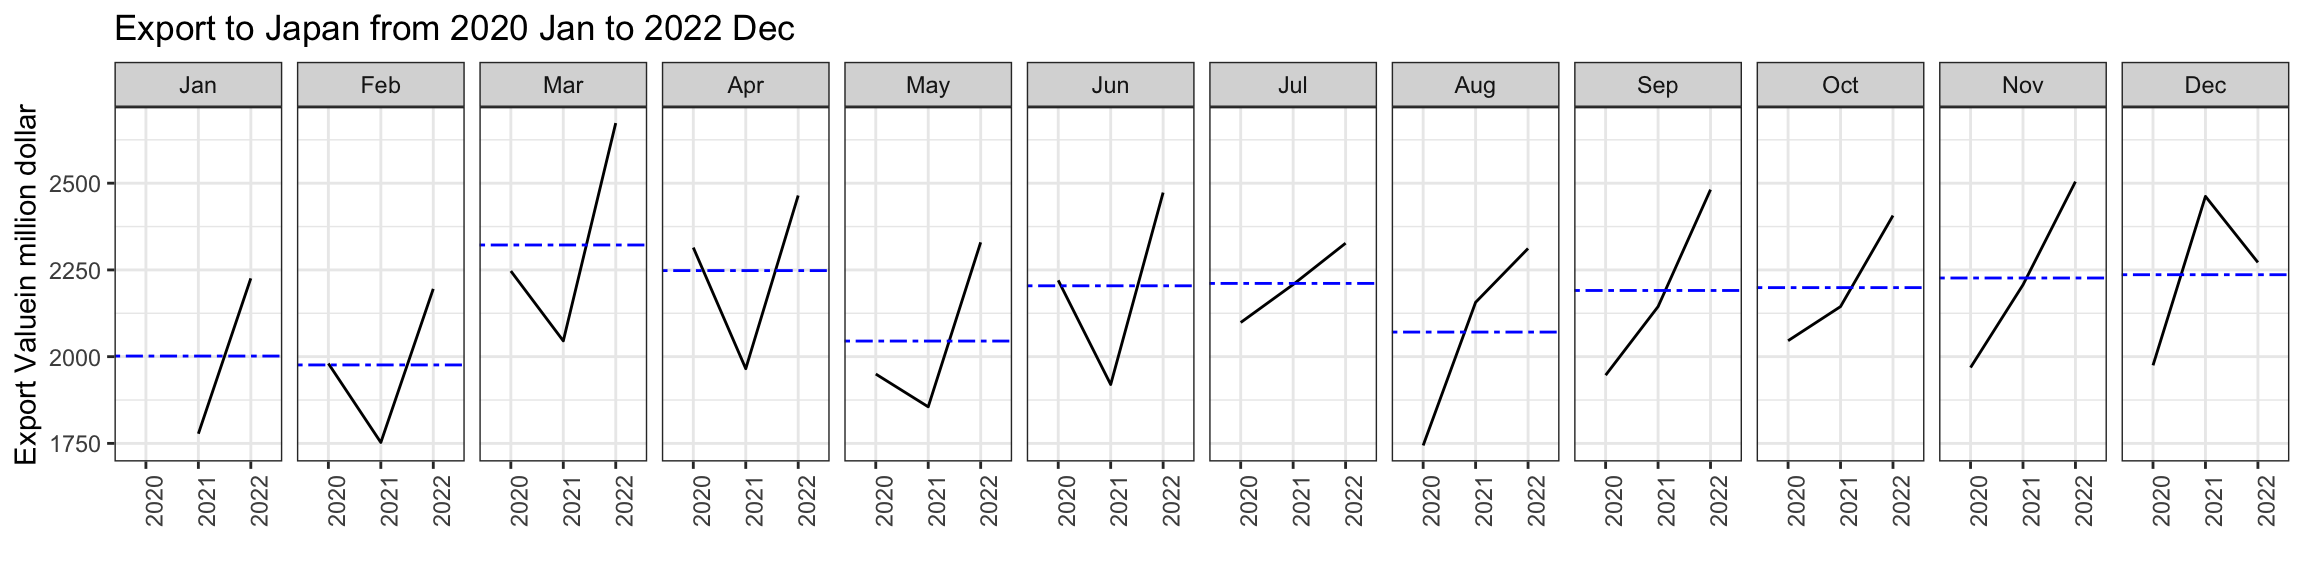 Export to Japan from 2020 Jan to 2022 Dec
Jan Feb Mar Apr May Jun Jul Aug Sep Oct Nov Dec
Export Valuein million dollar
2500
2250
2000
1750
2020 2021 2022 2020 2021 2022 2020 2021 2022 2020 2021 2022 2020 2021 2022 2020 2021 2022 2020 2021 2022 2020 2021 2022 2020 2021 2022 2020 2021 2022 2020 2021 2022 2020 2021 2022